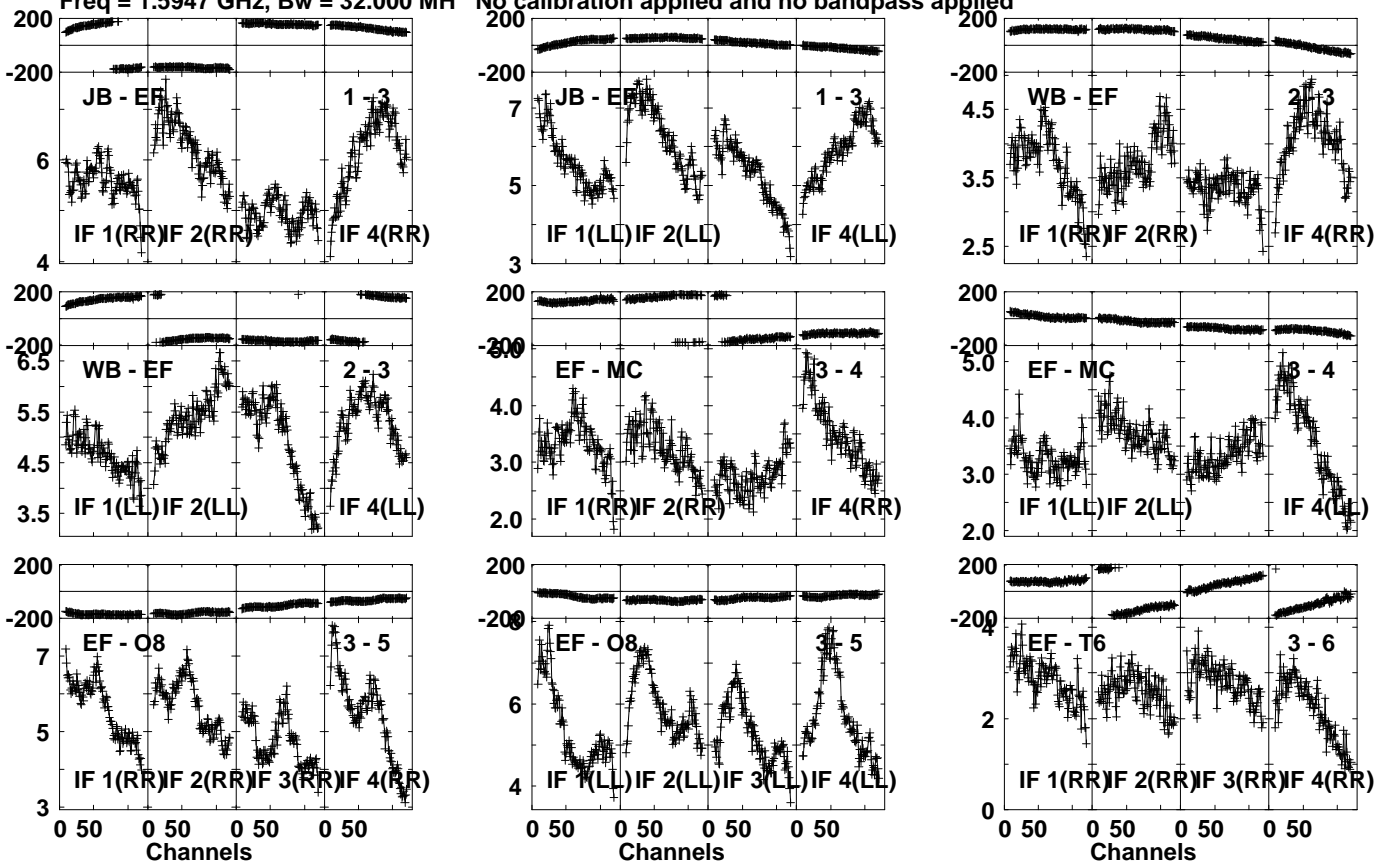 Freq = 1.5947 GHz, Bw = 32.000 MH No calibration applied and no bandpass applied
200 200 200
-200 -200 -200
JB - EF 1 - 3 JB - EF 1 - 3 WB - EF 2 - 3
7 4.5
6 3.5
5
IF 1(RR) IF 2(RR) IF 4(RR) IF 1(LL) IF 2(LL) IF 4(LL) IF 1(RR) IF 2(RR) IF 4(RR)
4 3 2.5
200 200 200
-200 -200 -200
6.5 5.0 5.0
WB - EF 2 - 3 EF - MC 3 - 4 EF - MC 3 - 4
5.5 4.0 4.0
4.5 3.0 3.0
3.5 IF 1(LL) IF 2(LL) IF 4(LL) IF 1(RR) IF 2(RR) IF 4(RR) IF 1(LL) IF 2(LL) IF 4(LL)
2.0 2.0
200 200 200
-200 -200 -200
8 4
EF - O8 3 - 5 EF - O8 3 - 5 EF - T6 3 - 6
7
6
5 2
IF 1(RR) IF 2(RR) IF 3(RR) IF 4(RR) IF 1(LL) IF 2(LL) IF 3(LL) IF 4(LL) IF 1(RR) IF 2(RR) IF 3(RR) IF 4(RR)
3 4 0
0 50 0 50 0 50 0 50 0 50 0 50 0 50 0 50 0 50 0 50 0 50 0 50
Channels Channels Channels